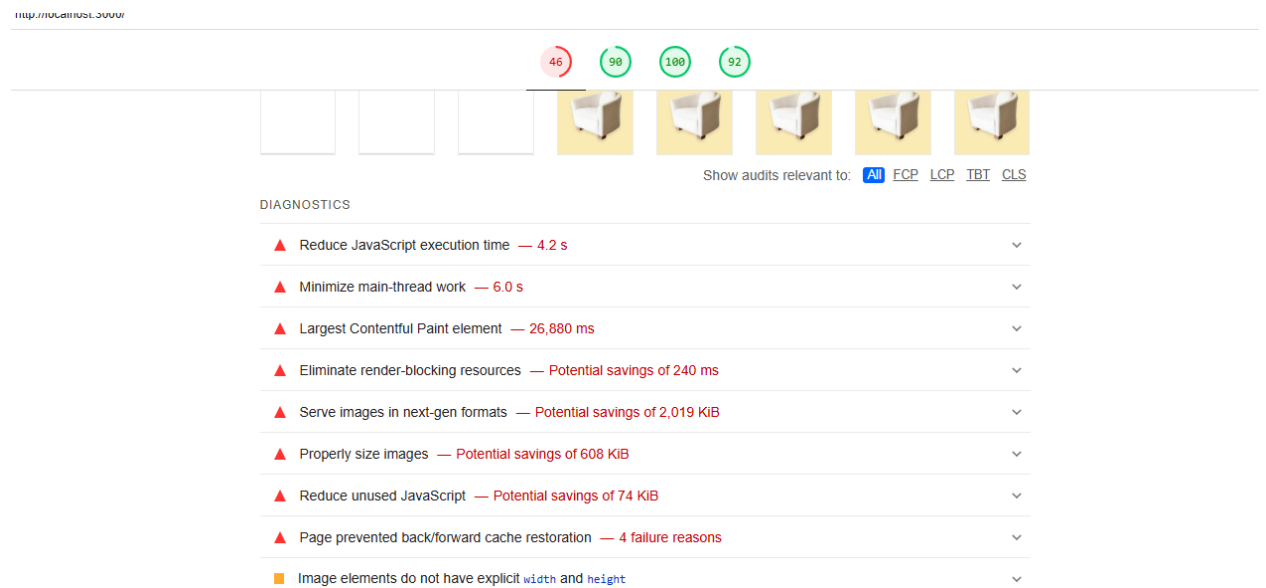 http://localhost:3000/
46 90 100 92
Show audits relevant to: All FCP LCP TBT CLS
DIAGNOSTICS
Reduce JavaScript execution time — 4.2 s
Minimize main-thread work — 6.0 s
Largest Contentful Paint element — 26,880 ms
Eliminate render-blocking resources — Potential savings of 240 ms
Serve images in next-gen formats — Potential savings of 2,019 KiB
Properly size images — Potential savings of 608 KiB
Reduce unused JavaScript — Potential savings of 74 KiB
Page prevented back/forward cache restoration — 4 failure reasons
Image elements do not have explicit width and height